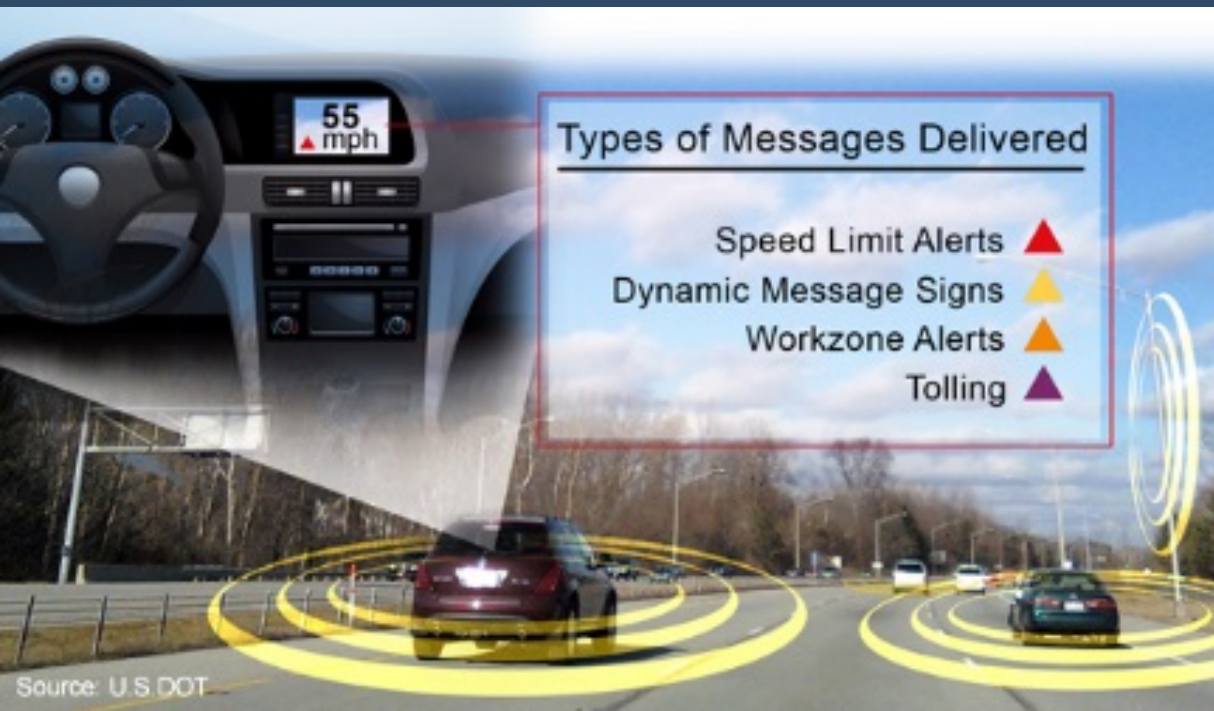 55
mph
Types of Messages Delivered
Speed Limit Alerts
Dynamic Message Signs
Workzone Alerts
Tolling
Source: U.S.DOT